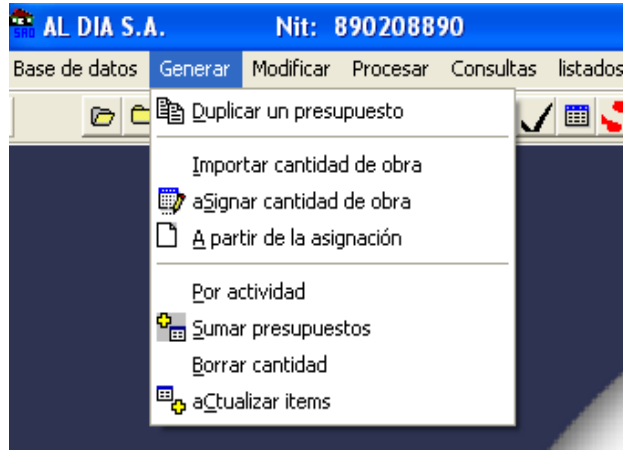 SAO AL DIA S.A. Nit: 890208890
Base de datos Generar Modificar Procesar Consultas listados
Duplicar un presupuesto
Importar cantidad de obra
aSignar cantidad de obra
A partir de la asignación
Por actividad
Sumar presupuestos
Borrar cantidad
aCtualizar items